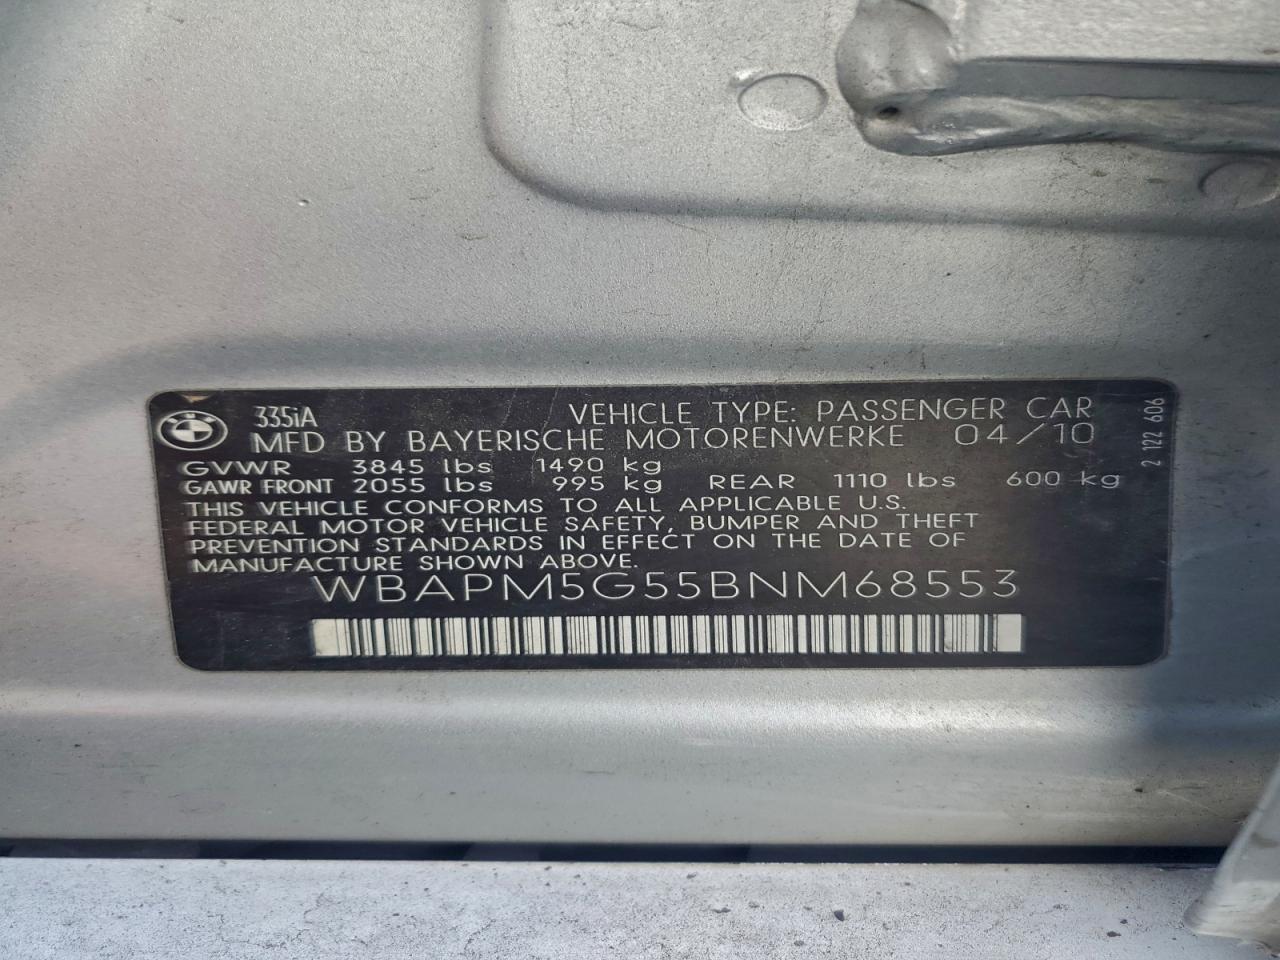 335iA VEHICLE TYPE: PASSENGER CAR
MFD BY BAYERISCHE MOTORENWERKE 04/10
GVWR 3845 lbs 1490 kg
GAWR FRONT 2055 lbs 995 kg REAR 1110 lbs 600 kg
THIS VEHICLE CONFORMS TO ALL APPLICABLE U.S.
FEDERAL MOTOR VEHICLE SAFETY, BUMPER AND THEFT
PREVENTION STANDARDS IN EFFECT ON THE DATE OF
MANUFACTURE SHOWN ABOVE.
WBAPM5G55BNM68553
2 122 606